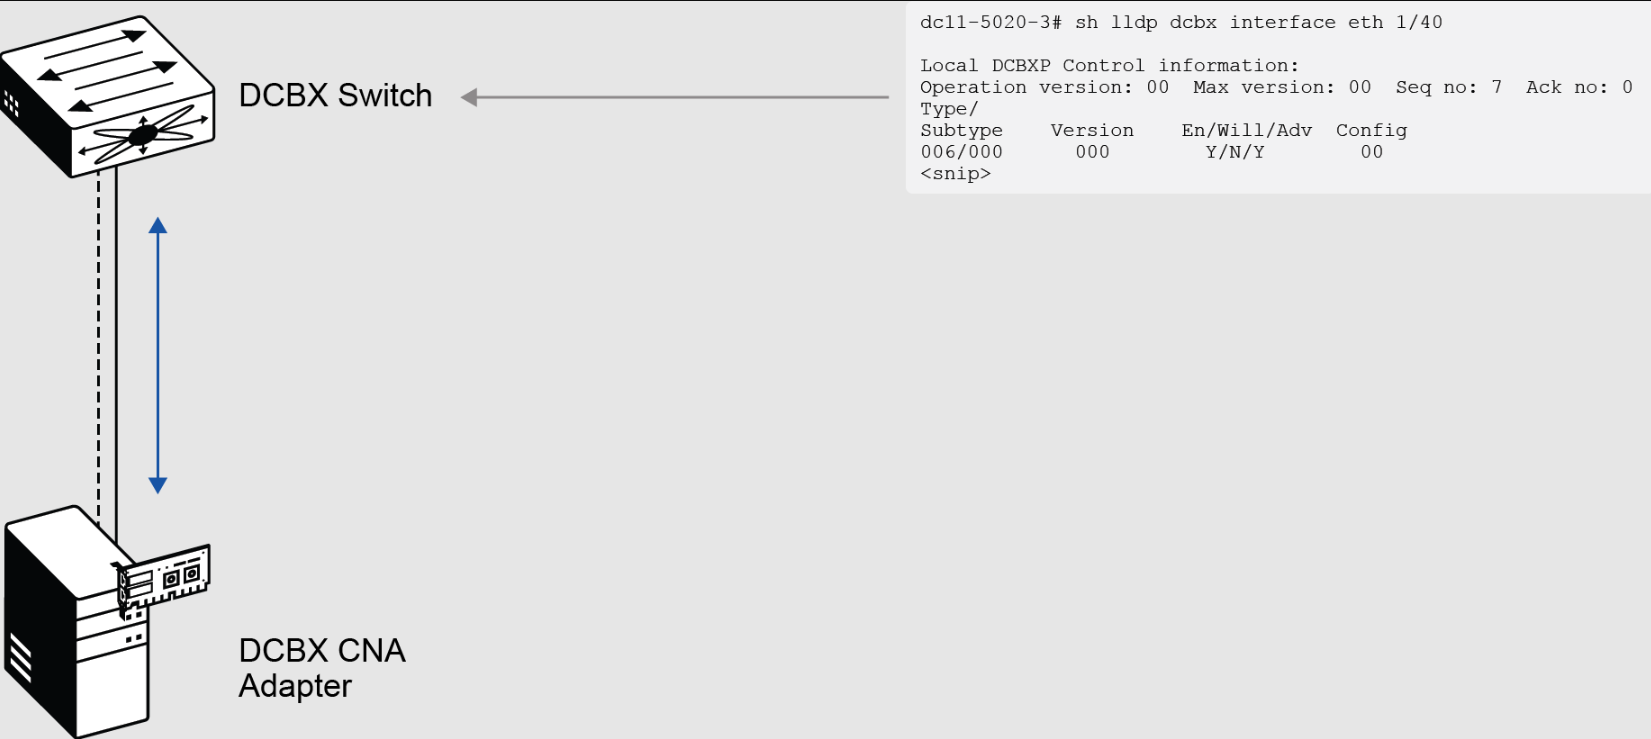 dc11-5020-3# sh lldp dcbx interface eth 1/40
Local DCBXP Control information:
Operation version: 00  Max version: 00  Seq no: 7  Ack no: 0
Type/
Subtype    Version    En/Will/Adv  Config
006/000      000        Y/N/Y        00
<snip>
DCBX Switch
DCBX CNA
Adapter